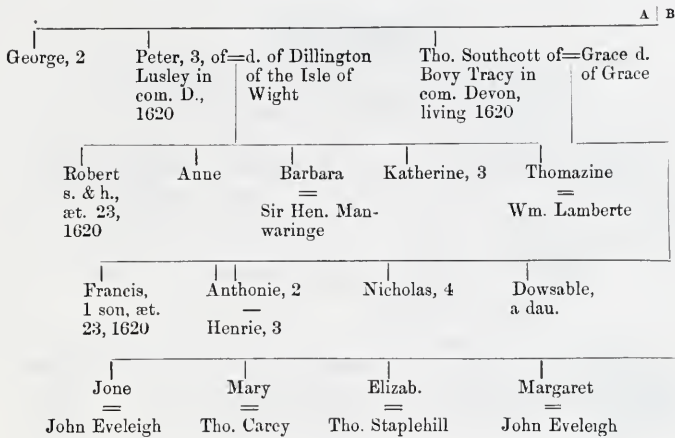 A | B
George, 2
Peter, 3, of=d. of Dillington
Lusley in of the Isle of
com. D., Wight
1620
Tho. Southcott of=Grace d.
Bovy Tracy in of Grace
com. Devon,
living 1620
Robert
s. & h.,
æt. 23,
1620
Anne
Barbara
=
Sir Hen. Man-
waringe
Katherine, 3
Thomazine
=
Wm. Lamberte
Francis,
1 son, æt.
23, 1620
Anthonie, 2
—
Henrie, 3
Nicholas, 4
Dowsable,
a dau.
Jone
=
John Eveleigh
Mary
=
Tho. Carey
Elizab.
=
Tho. Staplehill
Margaret
=
John Eveleigh